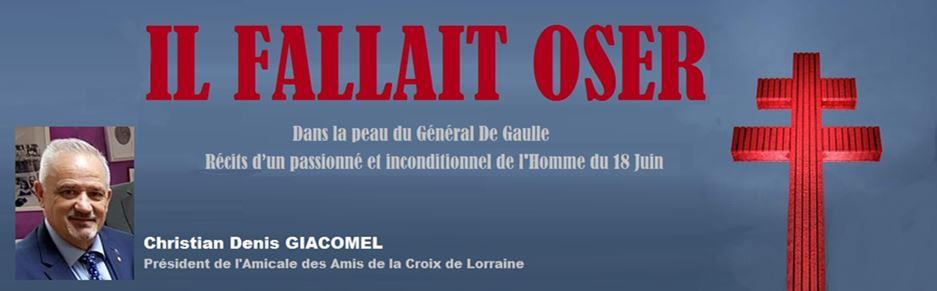 IL FALLAIT OSER
Dans la peau du Général De Gaulle
Récits d'un passionné et inconditionnel de l'Homme du 18 Juin
Christian Denis GIACOMEL
Président de l'Amicale des Amis de la Croix de Lorraine